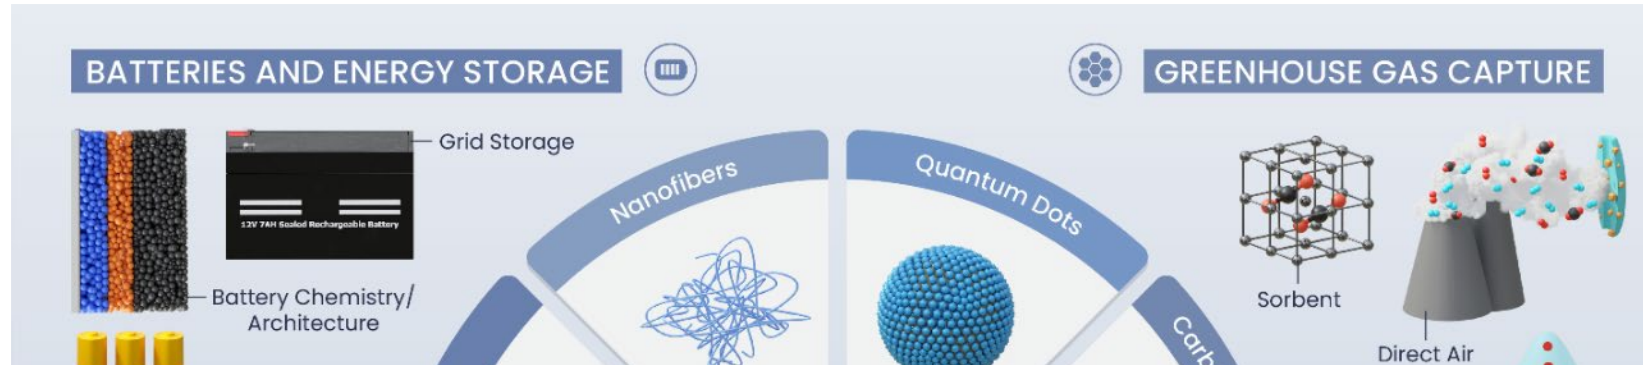 BATTERIES AND ENERGY STORAGE
GREENHOUSE GAS CAPTURE
Grid Storage
12V 7AH Sealed Rechargeable Battery
Battery Chemistry/
Architecture
Nanofibers
Quantum Dots
Carb
Sorbent
Direct Air